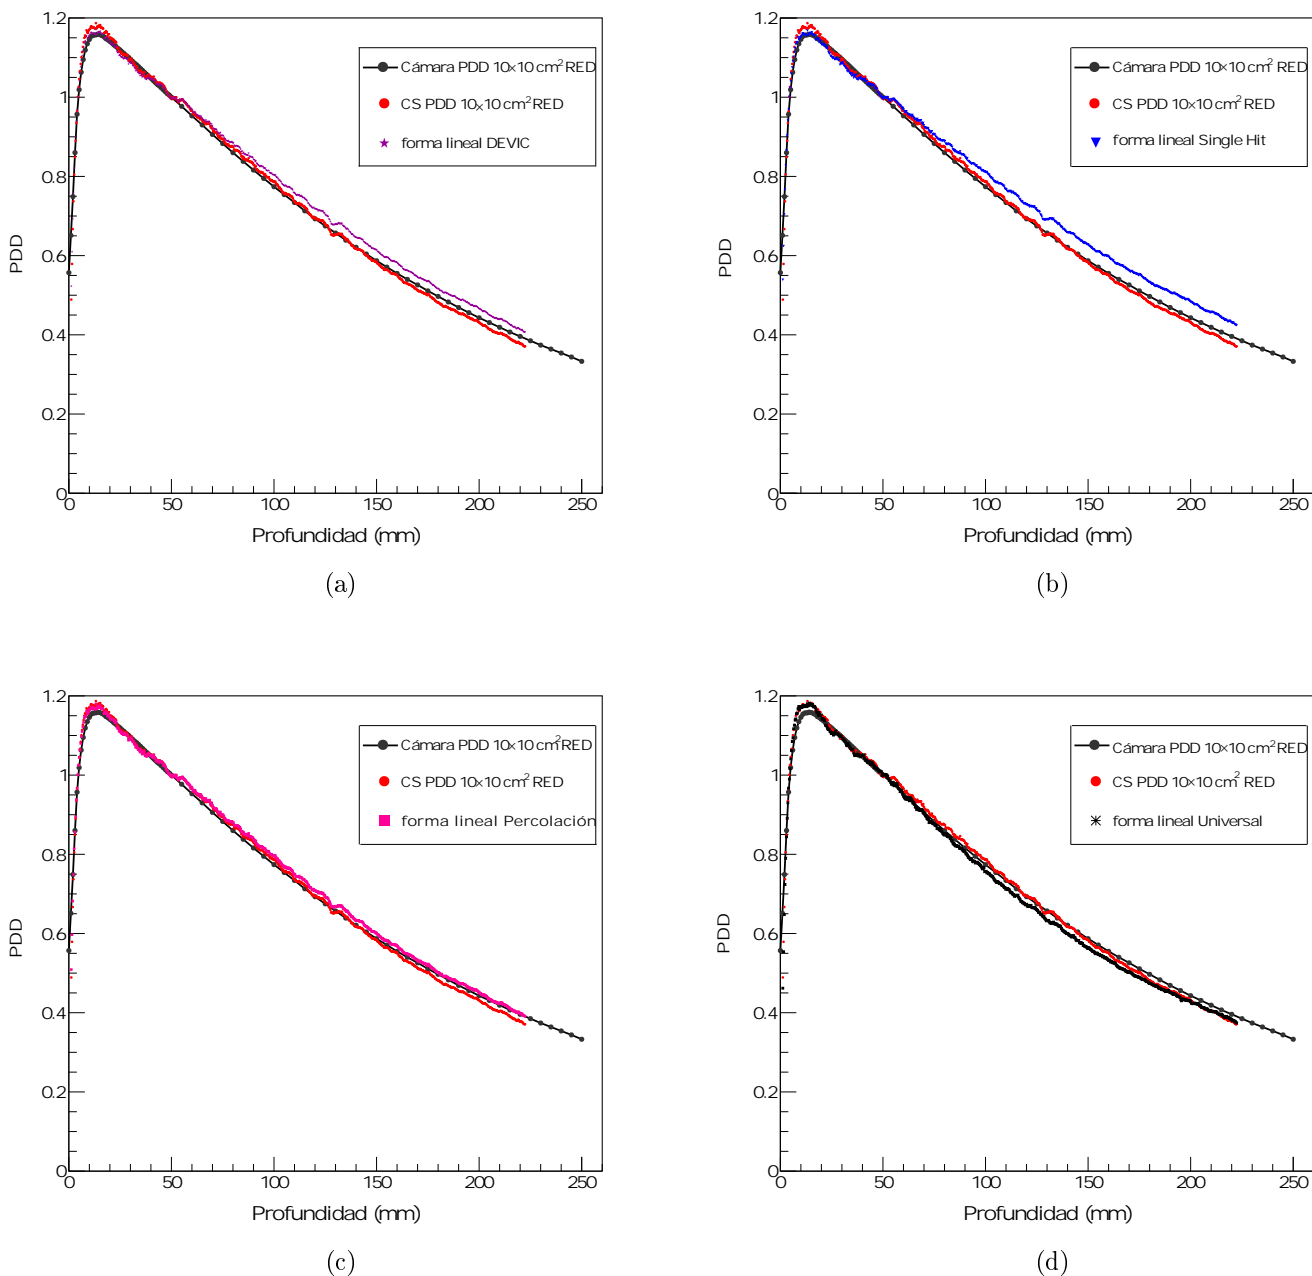 1.2
1
0.8
0.6
0.4
0.2
0
PDD
0 50 100 150 200 250
Profundidad (mm)
Cámara PDD 10×10 cm² RED
CS PDD 10×10 cm² RED
forma lineal DEVIC
(a)
1.2
1
0.8
0.6
0.4
0.2
0
PDD
0 50 100 150 200 250
Profundidad (mm)
Cámara PDD 10×10 cm² RED
CS PDD 10×10 cm² RED
forma lineal Single Hit
(b)
1.2
1
0.8
0.6
0.4
0.2
0
PDD
0 50 100 150 200 250
Profundidad (mm)
Cámara PDD 10×10 cm² RED
CS PDD 10×10 cm² RED
forma lineal Percolación
(c)
1.2
1
0.8
0.6
0.4
0.2
0
PDD
0 50 100 150 200 250
Profundidad (mm)
Cámara PDD 10×10 cm² RED
CS PDD 10×10 cm² RED
forma lineal Universal
(d)